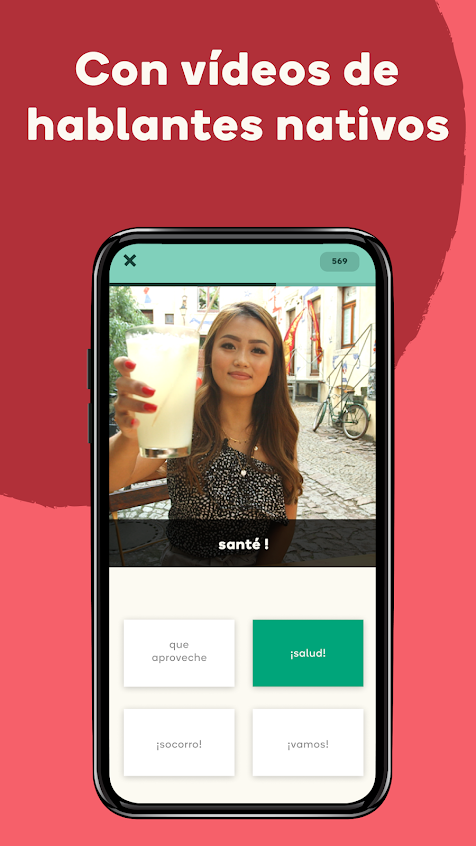 Con vídeos de
hablantes nativos
569
santé !
que
aproveche
¡salud!
¡socorro!
¡vamos!